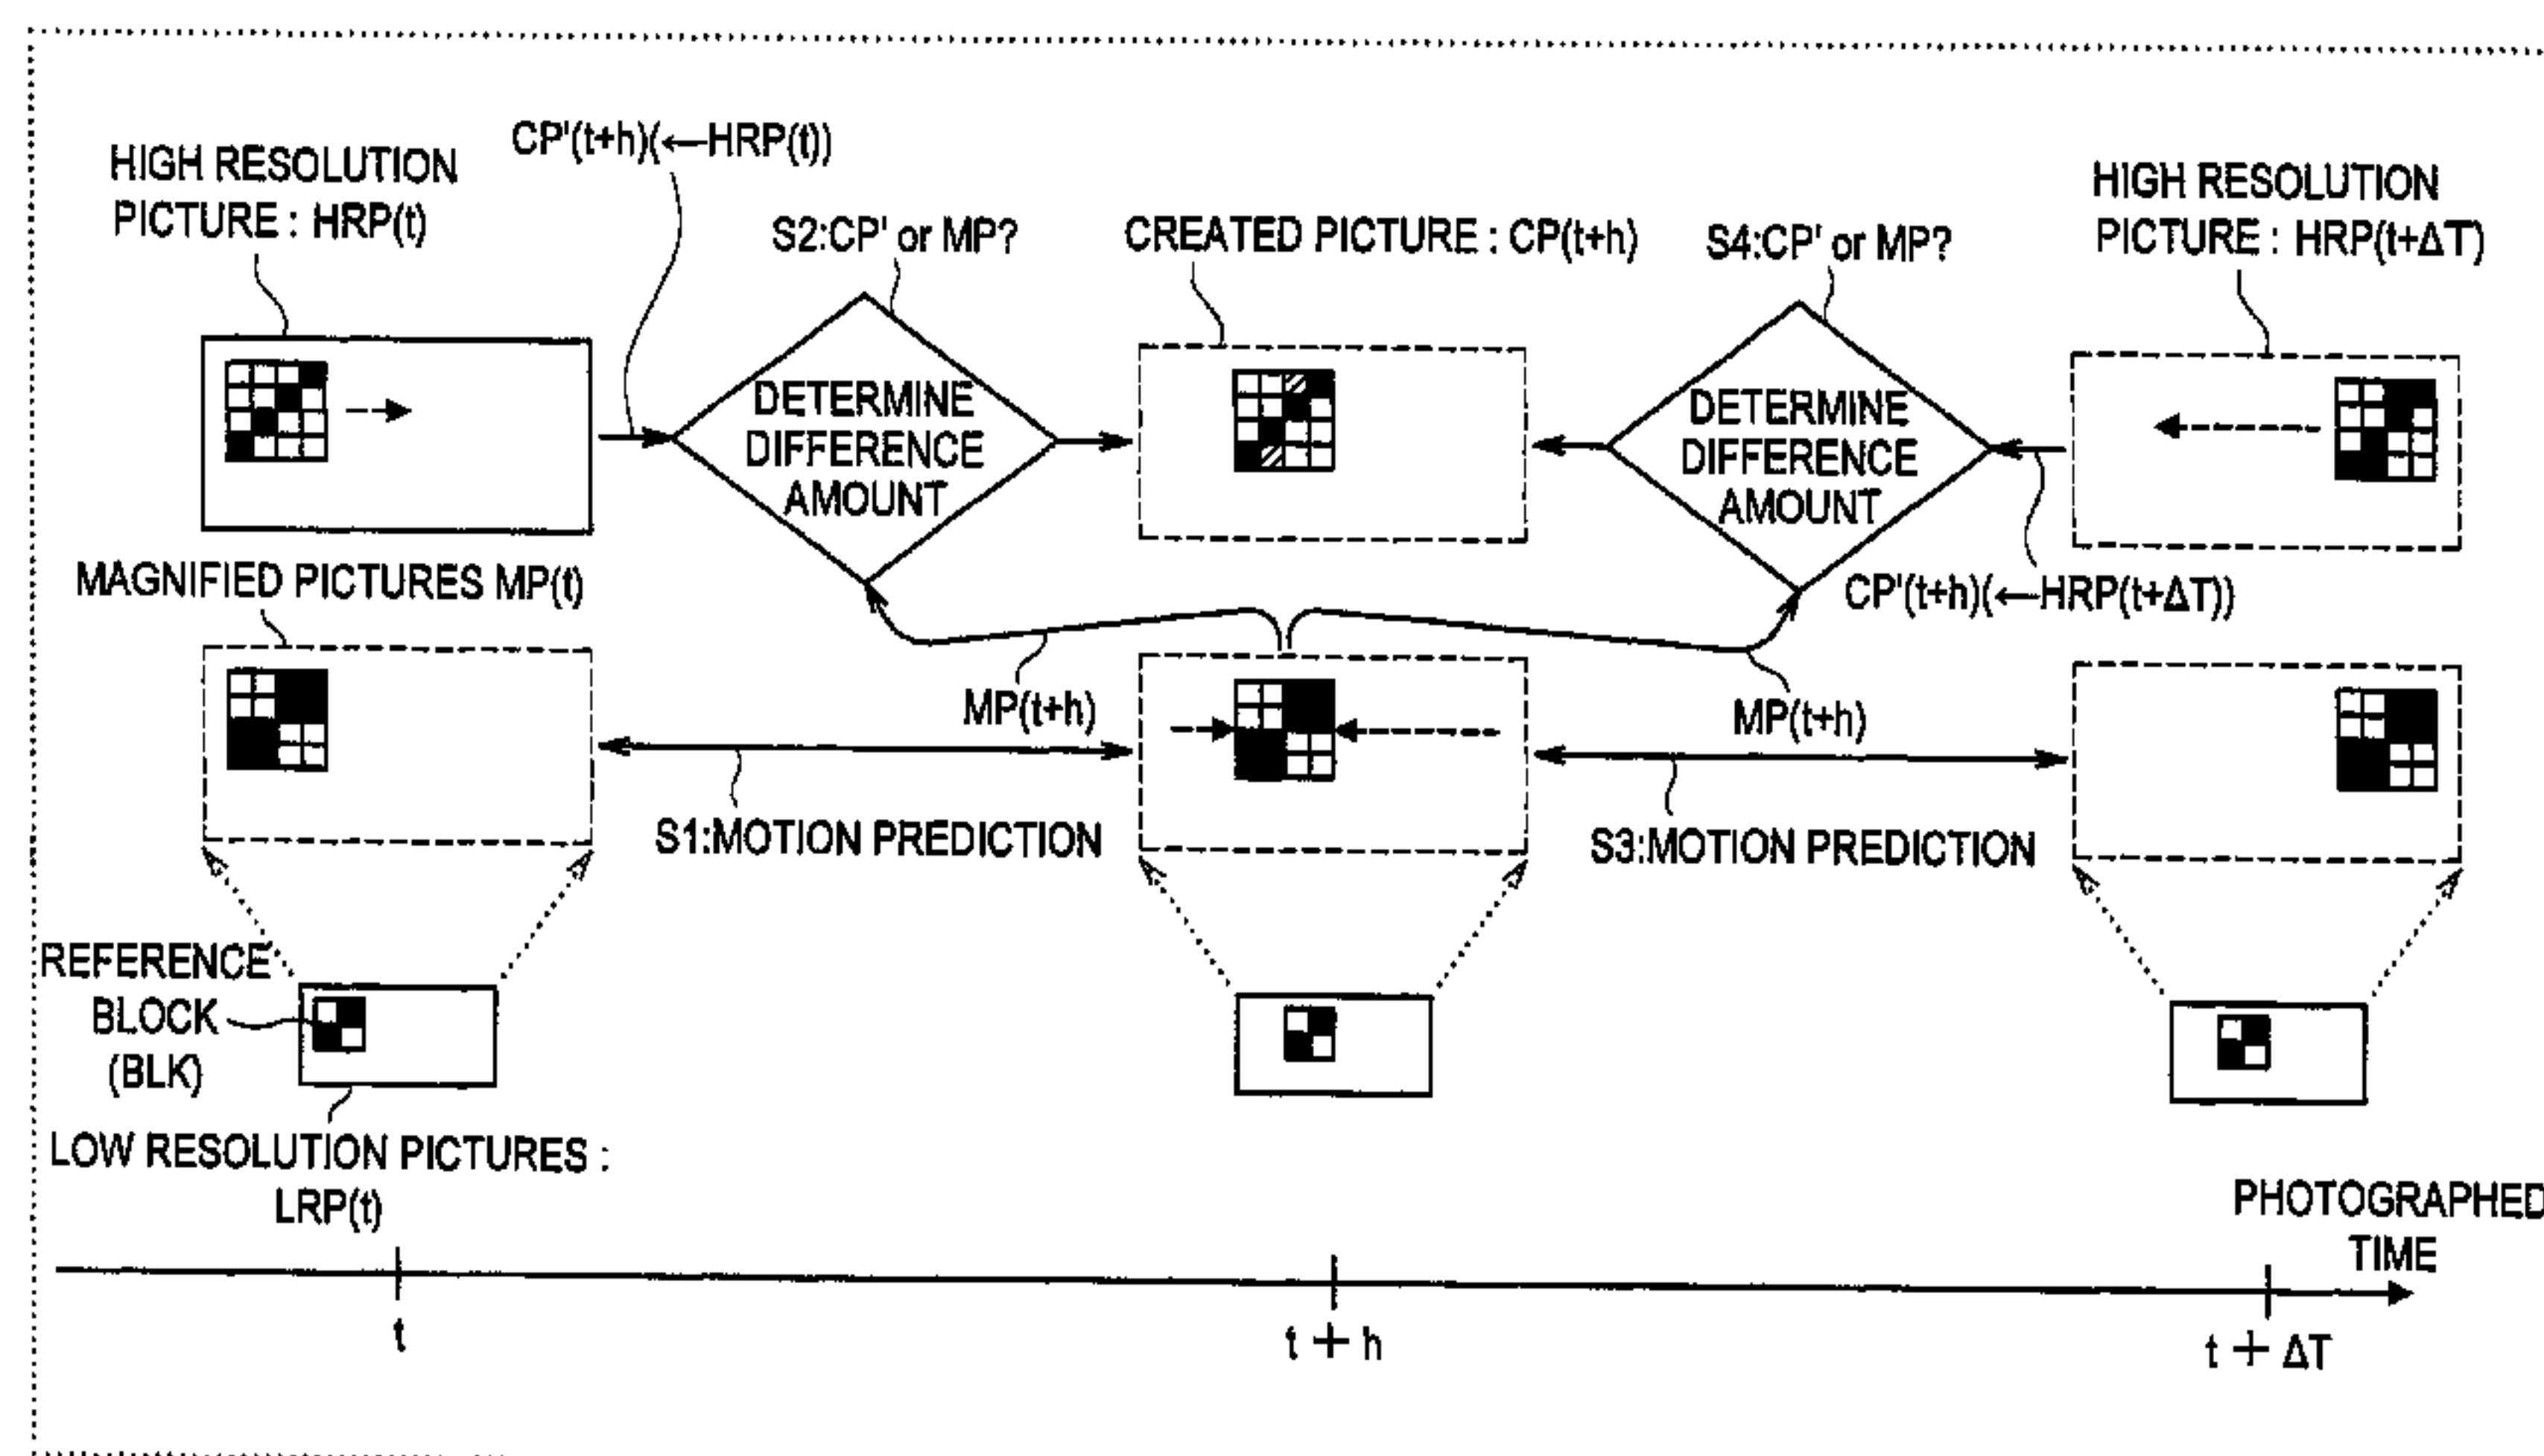 CP'(t+h)(←HRP(t))
HIGH RESOLUTION
PICTURE : HRP(t)
S2:CP' or MP?
CREATED PICTURE : CP(t+h)
S4:CP' or MP?
HIGH RESOLUTION
PICTURE : HRP(t+ΔT)
DETERMINE
DIFFERENCE
AMOUNT
DETERMINE
DIFFERENCE
AMOUNT
MAGNIFIED PICTURES MP(t)
CP'(t+h)(←HRP(t+ΔT))
MP(t+h)
MP(t+h)
S1:MOTION PREDICTION
S3:MOTION PREDICTION
REFERENCE
BLOCK
(BLK)
LOW RESOLUTION PICTURES :
LRP(t)
PHOTOGRAPHED
TIME
t
t + h
t + ΔT